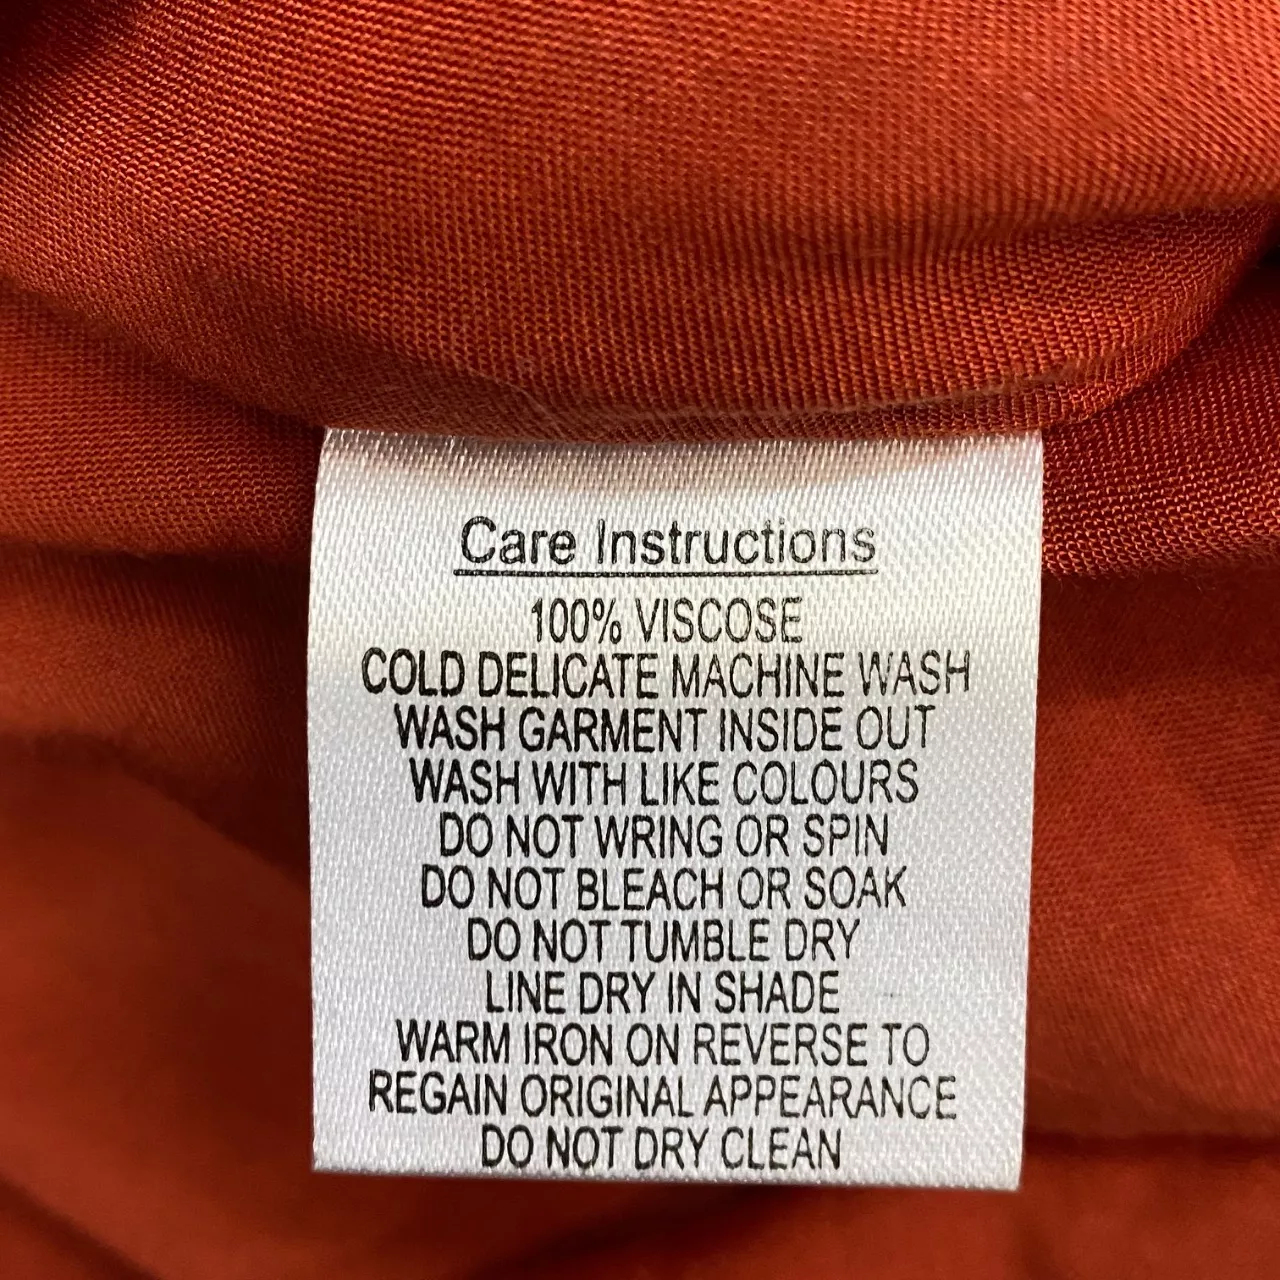 Care Instructions
100% VISCOSE
COLD DELICATE MACHINE WASH
WASH GARMENT INSIDE OUT
WASH WITH LIKE COLOURS
DO NOT WRING OR SPIN
DO NOT BLEACH OR SOAK
DO NOT TUMBLE DRY
LINE DRY IN SHADE
WARM IRON ON REVERSE TO
REGAIN ORIGINAL APPEARANCE
DO NOT DRY CLEAN